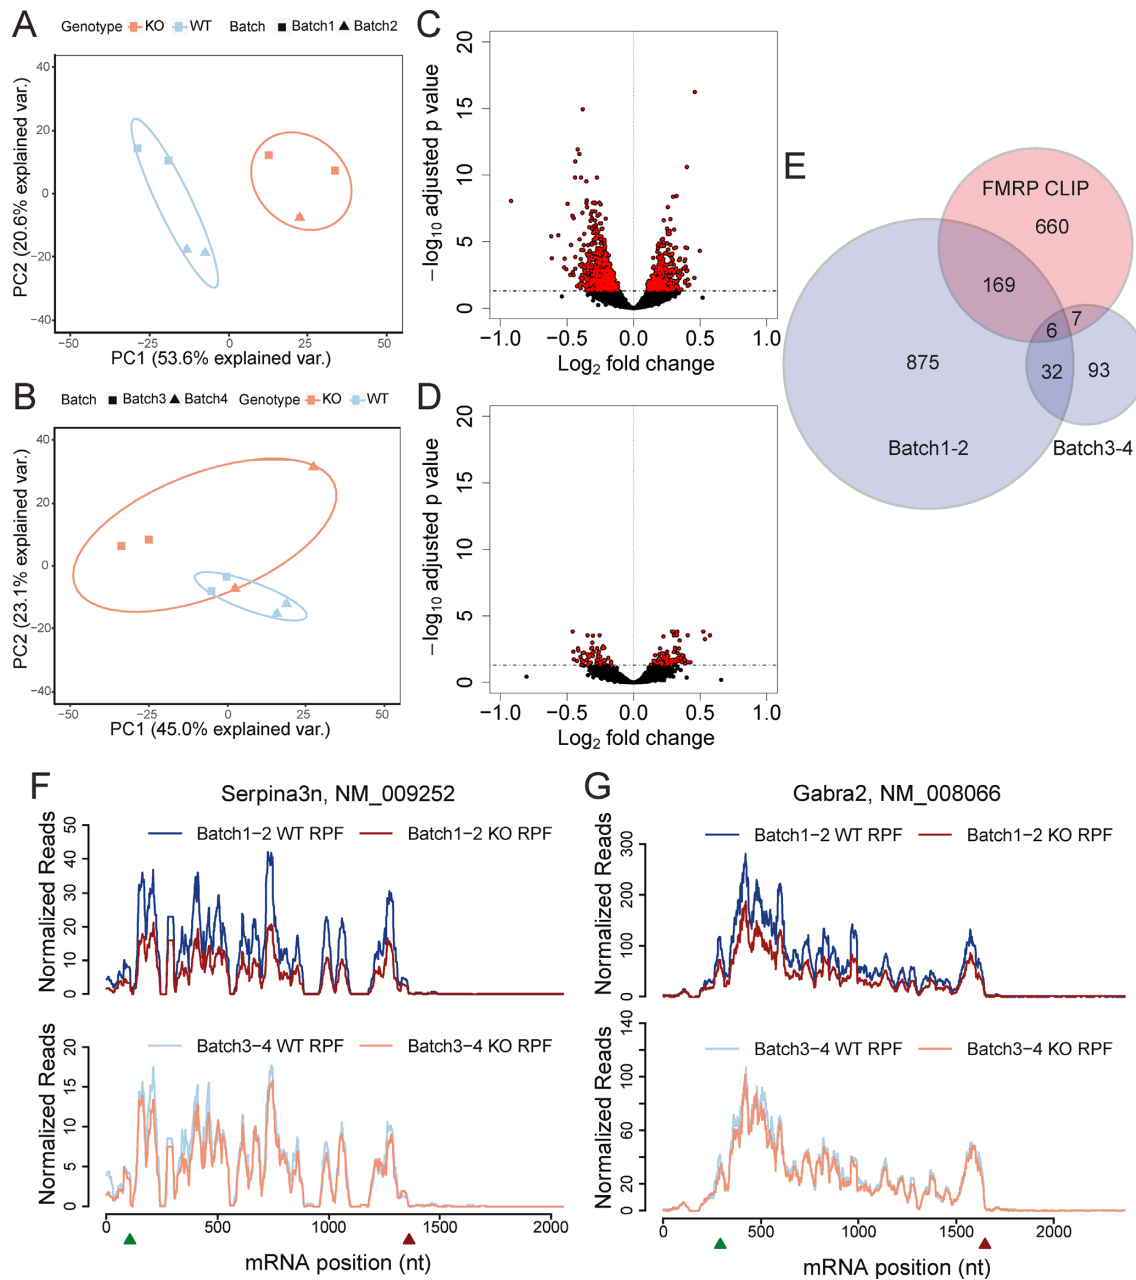 A
Genotype KO WT Batch Batch1 Batch2
PC2 (20.6% explained var.)
40
20
0
−20
−40
−50 −25 0 25 50
PC1 (53.6% explained var.)
B
Batch Batch3 Batch4 Genotype KO WT
PC2 (23.1% explained var.)
40
20
0
−20
−40
−50 −25 0 25 50
PC1 (45.0% explained var.)
C
−log10 adjusted p value
20
15
10
5
0
−1.0 −0.5 0.0 0.5 1.0
Log2 fold change
D
−log10 adjusted p value
20
15
10
5
0
−1.0 −0.5 0.0 0.5 1.0
Log2 fold change
E
FMRP CLIP
660
169
7
6
875
32
93
Batch1-2
Batch3-4
F
Serpina3n, NM_009252
Batch1−2 WT RPF Batch1−2 KO RPF
Normalized Reads
50
40
30
20
10
0
Batch3−4 WT RPF Batch3−4 KO RPF
Normalized Reads
20
15
10
5
0
0 500 1000 1500 2000
mRNA position (nt)
G
Gabra2, NM_008066
Batch1−2 WT RPF Batch1−2 KO RPF
Normalized Reads
300
200
100
0
Batch3−4 WT RPF Batch3−4 KO RPF
Normalized Reads
140
100
60
20
0
0 500 1000 1500 2000
mRNA position (nt)